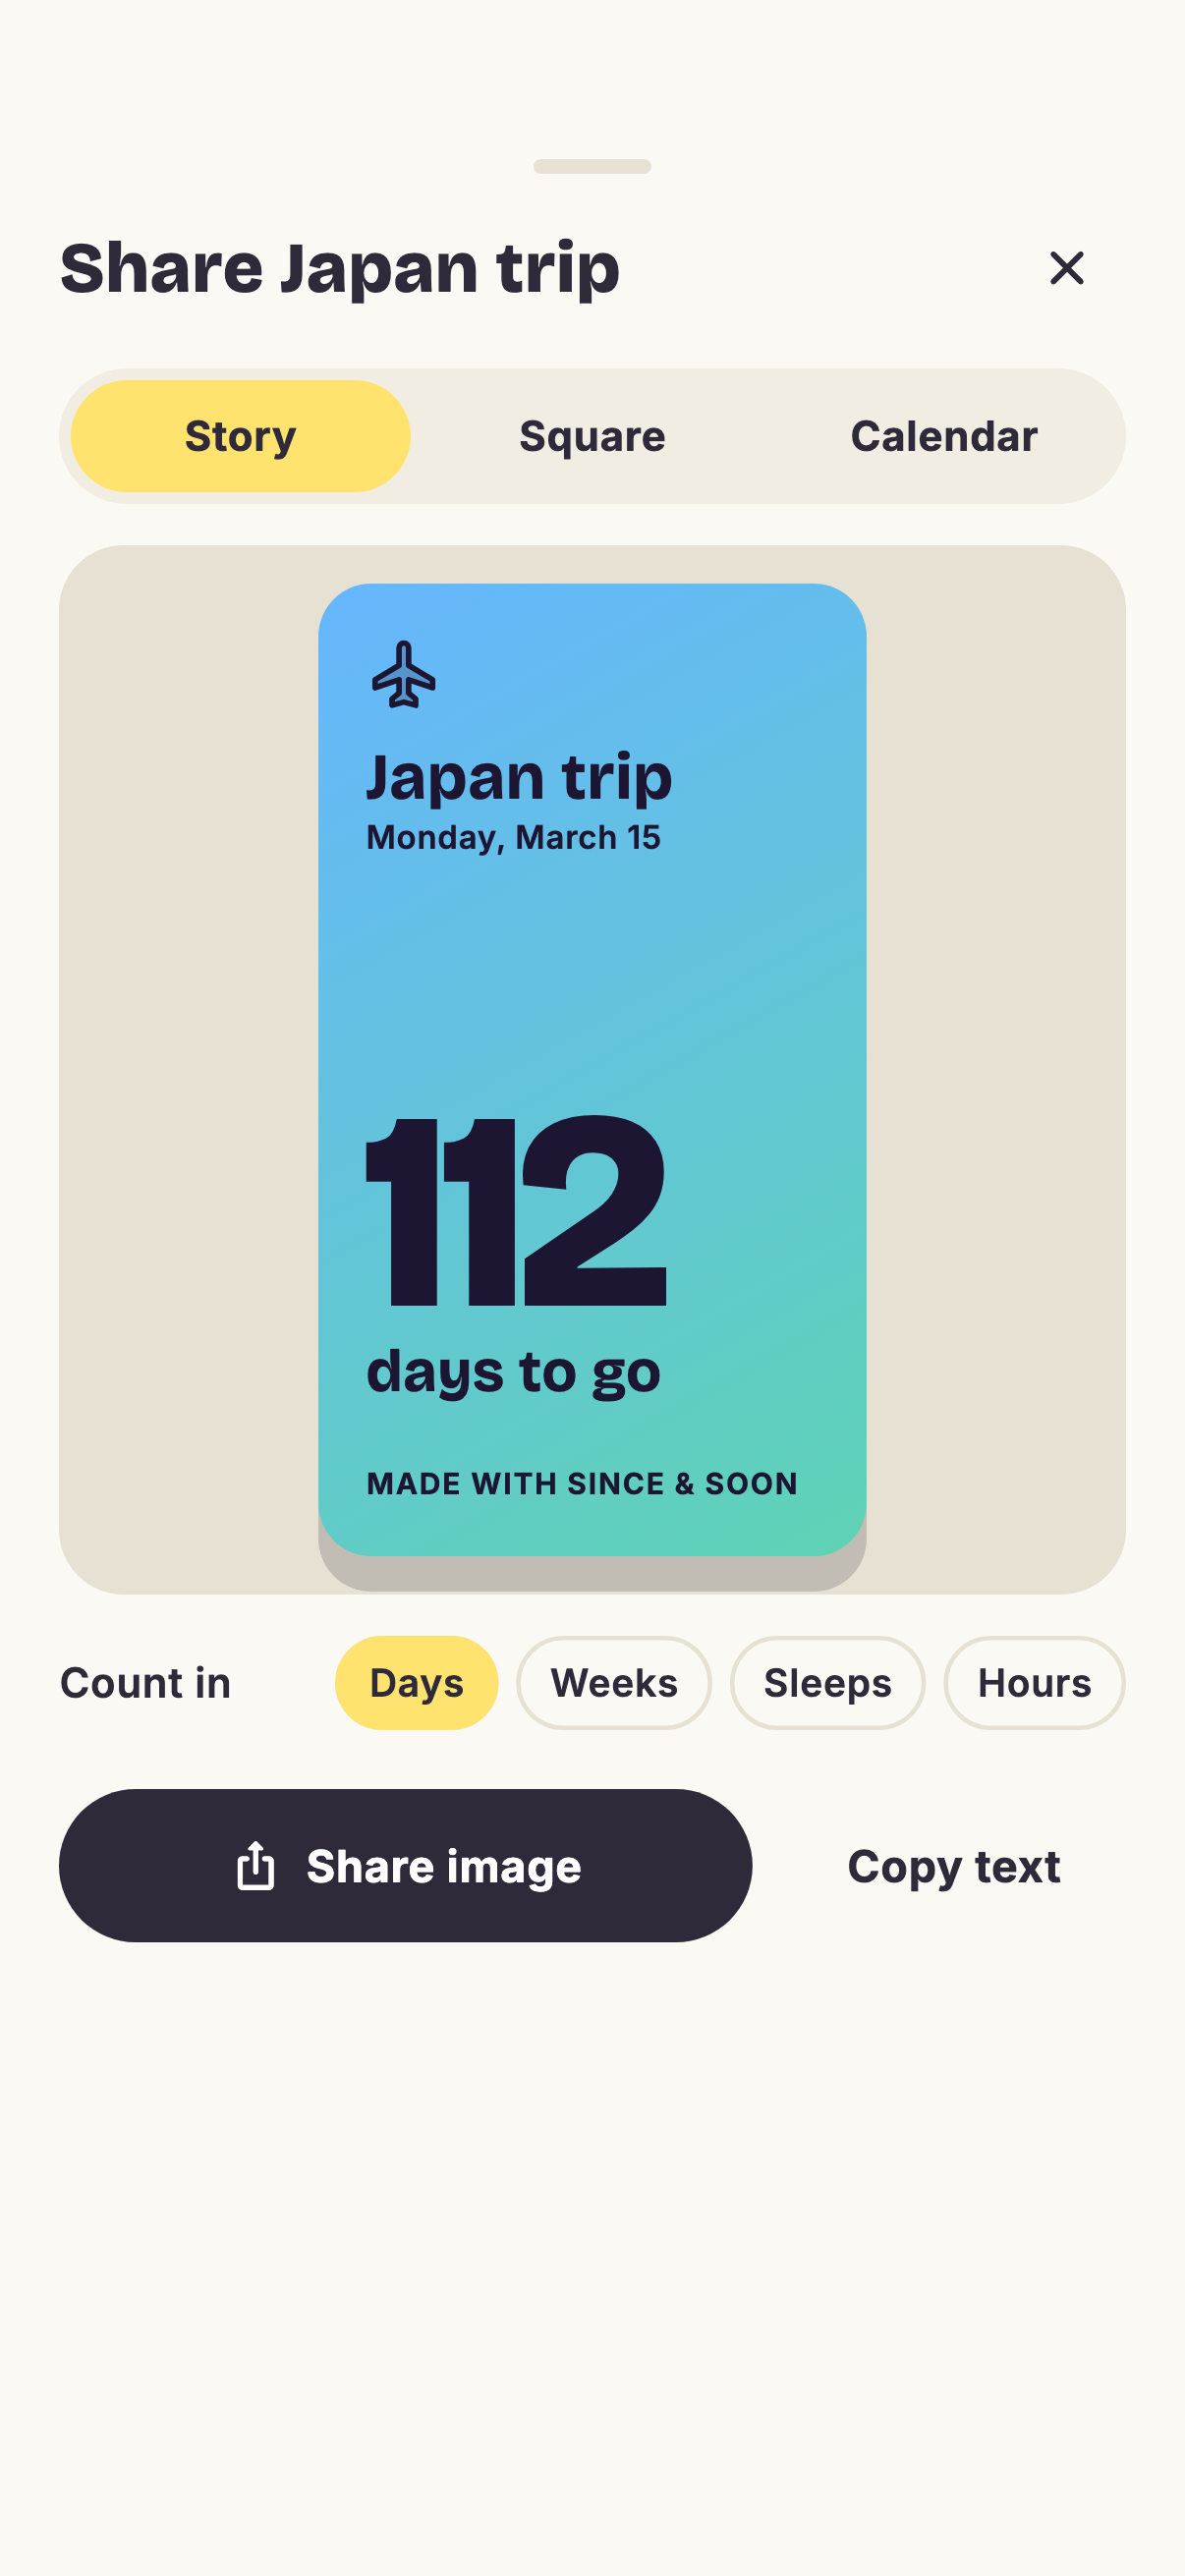 Share Japan trip
Story Square Calendar
Japan trip
Monday, March 15
112
days to go
MADE WITH SINCE & SOON
Count in Days Weeks Sleeps Hours
Share image Copy text